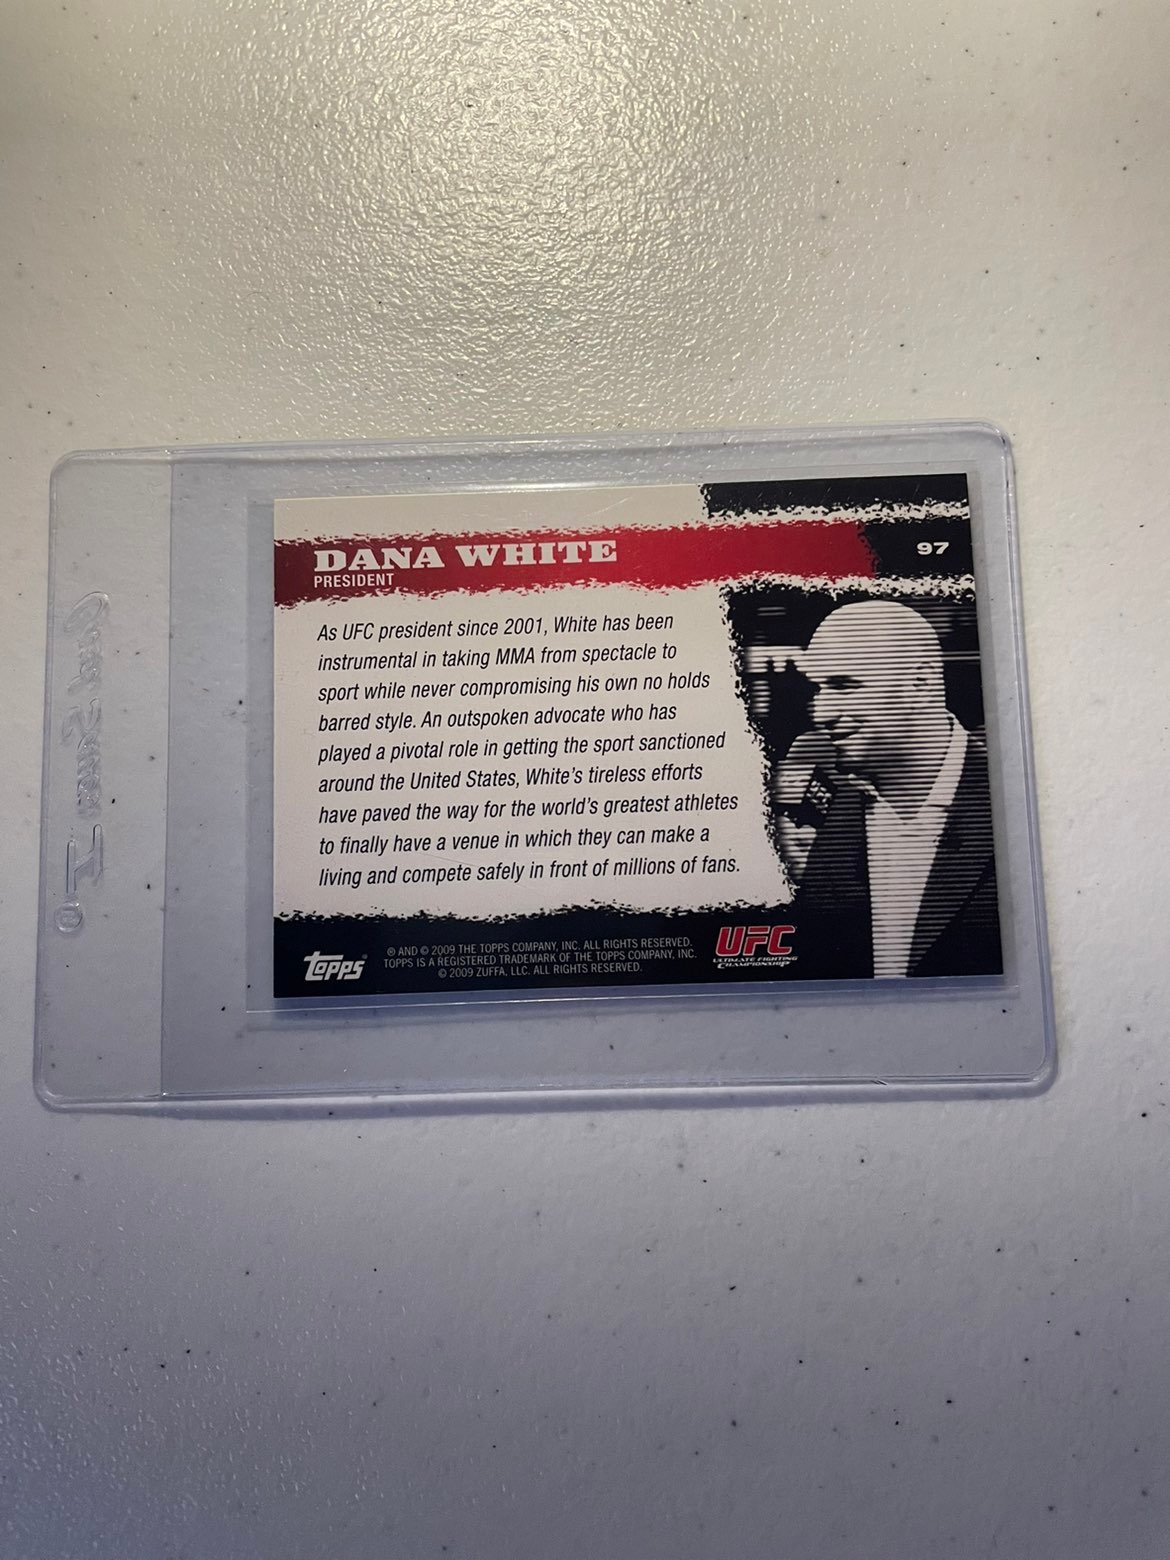 DANA WHITE
97
PRESIDENT
As UFC president since 2001, White has been
instrumental in taking MMA from spectacle to
sport while never compromising his own no holds
barred style. An outspoken advocate who has
played a pivotal role in getting the sport sanctioned
around the United States, White's tireless efforts
have paved the way for the world's greatest athletes
to finally have a venue in which they can make a
living and compete safely in front of millions of fans.
topps®
® AND © 2009 THE TOPPS COMPANY, INC. ALL RIGHTS RESERVED.
TOPPS IS A REGISTERED TRADEMARK OF THE TOPPS COMPANY, INC.
© 2009 ZUFFA, LLC. ALL RIGHTS RESERVED.
UFC
ULTIMATE FIGHTING
CHAMPIONSHIP®
Card Saver I®